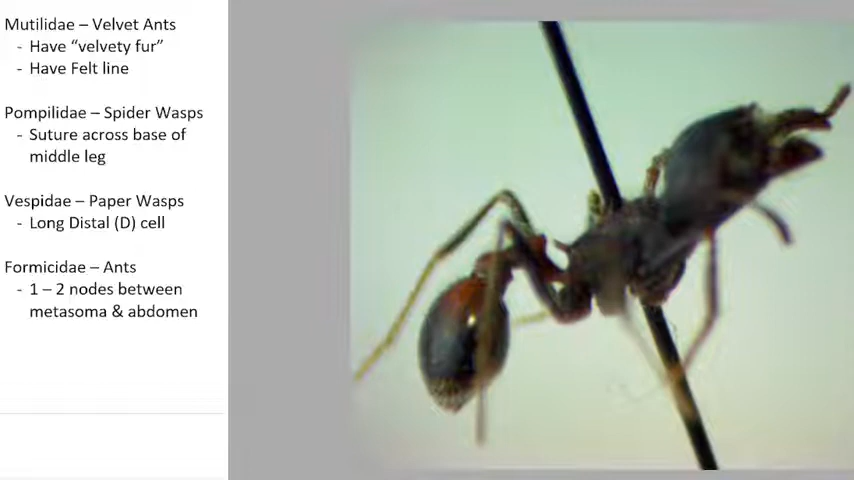 Mutilidae – Velvet Ants
- Have “velvety fur”
- Have Felt line
Pompilidae – Spider Wasps
- Suture across base of
middle leg
Vespidae – Paper Wasps
- Long Distal (D) cell
Formicidae – Ants
- 1 – 2 nodes between
metasoma & abdomen